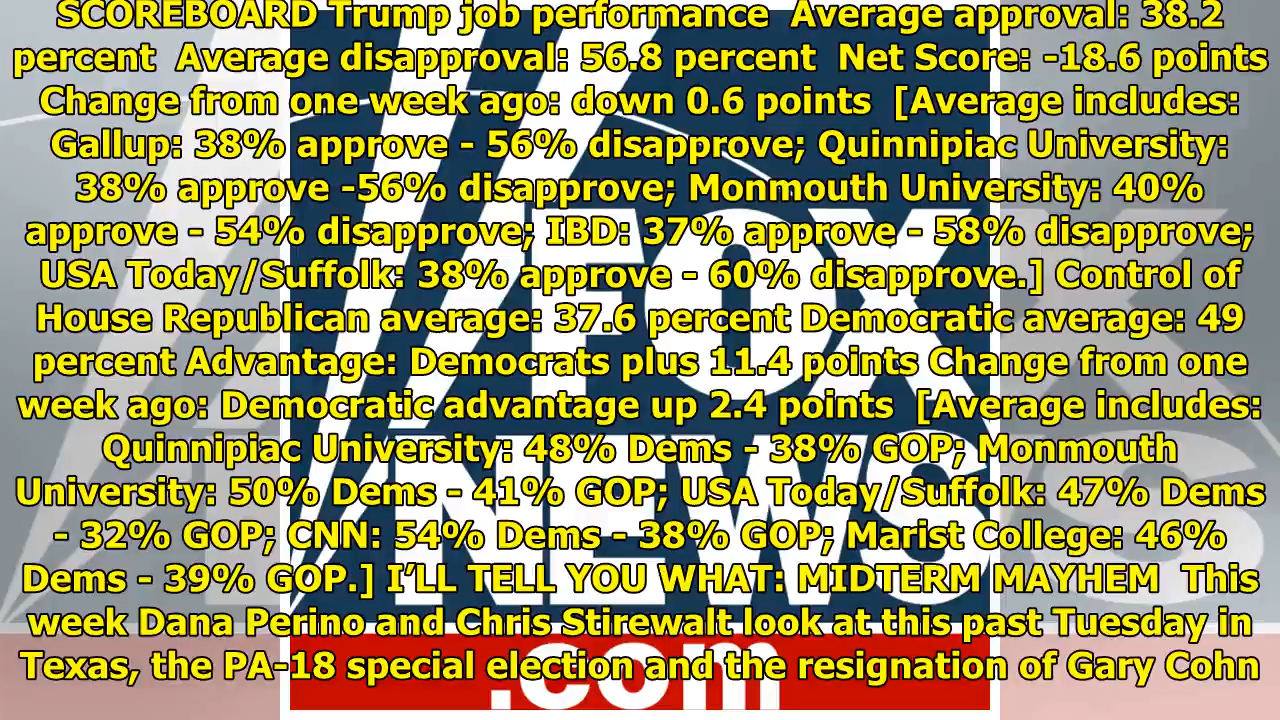 SCOREBOARD Trump job performance  Average approval: 38.2
percent  Average disapproval: 56.8 percent  Net Score: -18.6 points
Change from one week ago: down 0.6 points  [Average includes:
Gallup: 38% approve - 56% disapprove; Quinnipiac University:
38% approve -56% disapprove; Monmouth University: 40%
approve - 54% disapprove; IBD: 37% approve - 58% disapprove;
USA Today/Suffolk: 38% approve - 60% disapprove.] Control of
House Republican average: 37.6 percent Democratic average: 49
percent Advantage: Democrats plus 11.4 points Change from one
week ago: Democratic advantage up 2.4 points  [Average includes:
Quinnipiac University: 48% Dems - 38% GOP; Monmouth
University: 50% Dems - 41% GOP; USA Today/Suffolk: 47% Dems
- 32% GOP; CNN: 54% Dems - 38% GOP; Marist College: 46%
Dems - 39% GOP.] I’LL TELL YOU WHAT: MIDTERM MAYHEM  This
week Dana Perino and Chris Stirewalt look at this past Tuesday in
Texas, the PA-18 special election and the resignation of Gary Cohn
FOX
NEWS
.com